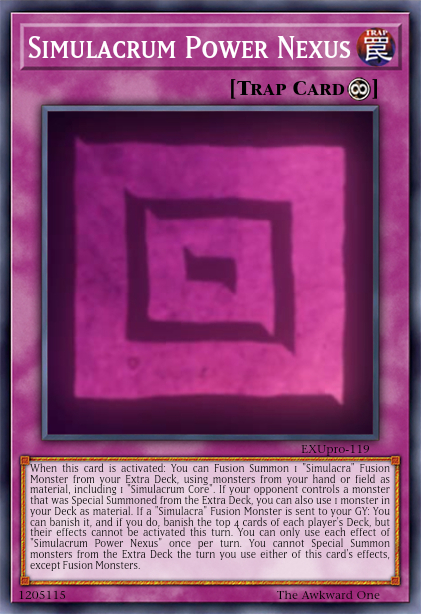 Simulacrum Power Nexus
TRAP
罠
[Trap Card]
EXUpro-119
When this card is activated: You can Fusion Summon 1 "Simulacra" Fusion
Monster from your Extra Deck, using monsters from your hand or field as
material, including 1 "Simulacrum Core". If your opponent controls a monster
that was Special Summoned from the Extra Deck, you can also use 1 monster in
your Deck as material. If a "Simulacra" Fusion Monster is sent to your GY: You
can banish it, and if you do, banish the top 4 cards of each player's Deck, but
their effects cannot be activated this turn. You can only use each effect of
"Simulacrum Power Nexus" once per turn. You cannot Special Summon
monsters from the Extra Deck the turn you use either of this card's effects,
except Fusion Monsters.
1205115
The Awkward One